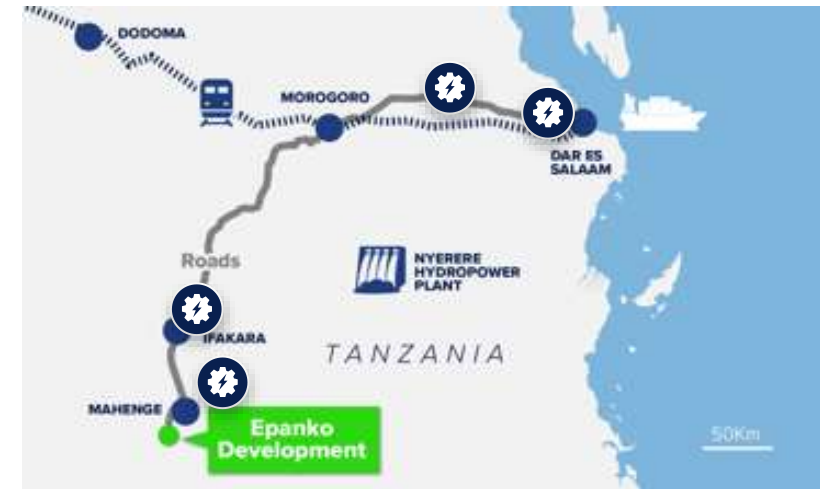 DODOMA
MOROGORO
DAR ES
SALAAM
Roads
NYERERE
HYDROPOWER
PLANT
IFAKARA
TANZANIA
MAHENGE
Epanko
Development
50Km